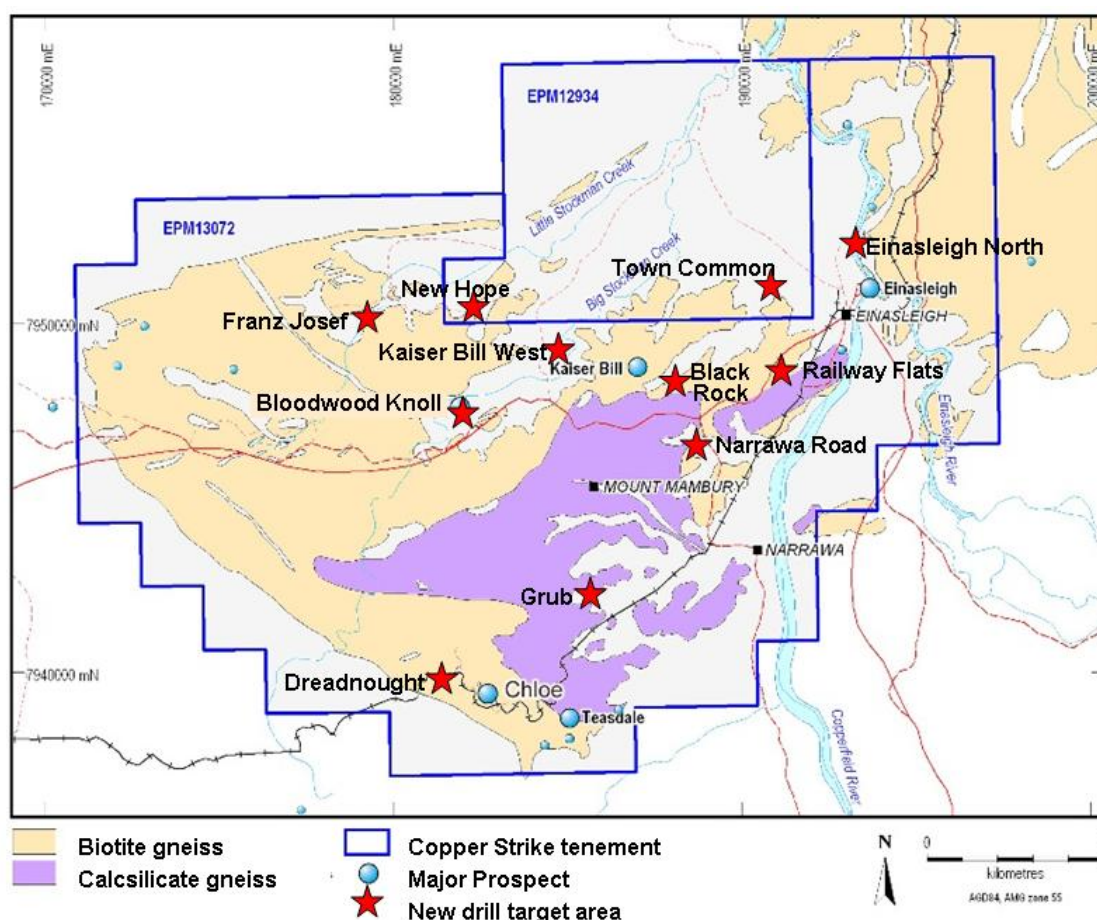 170000 mE
180000 mE
190000 mE
200000 mE
EPM12934
EPM13072
Little Stockman Creek
Big Stockman Creek
Einasleigh North
Town Common
Einasleigh
New Hope
EINASLEIGH
7950000 mN
Franz Josef
Kaiser Bill West
Kaiser Bill
Black
Rock
Railway Flats
Bloodwood Knoll
Einasleigh River
Narrawa Road
MOUNT MAMBURY
NARRAWA
Grub
7940000 mN
Dreadnought
Chloe
Teasdale
Copperfield River
Biotite gneiss
Calcsilicate gneiss
Copper Strike tenement
Major Prospect
New drill target area
N
0
kilometres
AGD84, AMG zone 55